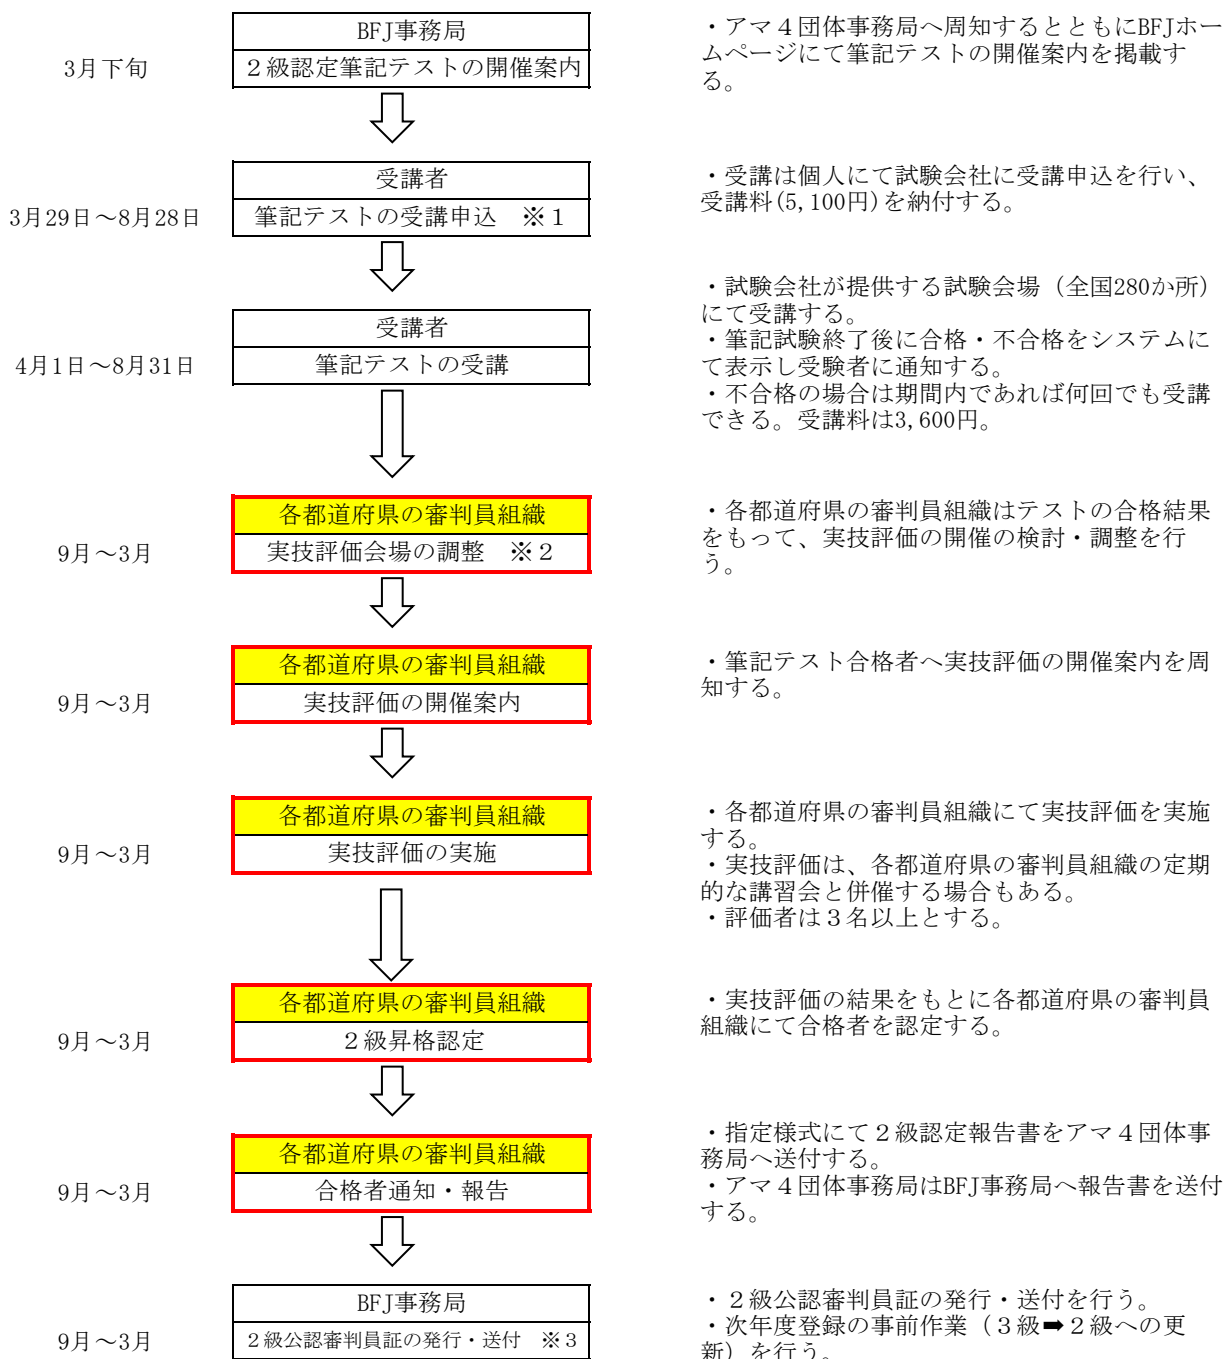 BFJ事務局
3月下旬
２級認定筆記テストの開催案内
・アマ４団体事務局へ周知するとともにBFJホー
ムページにて筆記テストの開催案内を掲載す
る。
受講者
3月29日～8月28日
筆記テストの受講申込　※１
・受講は個人にて試験会社に受講申込を行い、
受講料(5,100円)を納付する。
受講者
4月1日～8月31日
筆記テストの受講
・試験会社が提供する試験会場（全国280か所）
にて受講する。
・筆記試験終了後に合格・不合格をシステムに
て表示し受験者に通知する。
・不合格の場合は期間内であれば何回でも受講
できる。受講料は3,600円。
各都道府県の審判員組織
9月～3月
実技評価会場の調整　※２
・各都道府県の審判員組織はテストの合格結果
をもって、実技評価の開催の検討・調整を行
う。
各都道府県の審判員組織
9月～3月
実技評価の開催案内
・筆記テスト合格者へ実技評価の開催案内を周
知する。
各都道府県の審判員組織
9月～3月
実技評価の実施
・各都道府県の審判員組織にて実技評価を実施
する。
・実技評価は、各都道府県の審判員組織の定期
的な講習会と併催する場合もある。
・評価者は３名以上とする。
各都道府県の審判員組織
9月～3月
２級昇格認定
・実技評価の結果をもとに各都道府県の審判員
組織にて合格者を認定する。
各都道府県の審判員組織
9月～3月
合格者通知・報告
・指定様式にて２級認定報告書をアマ４団体事
務局へ送付する。
・アマ４団体事務局はBFJ事務局へ報告書を送付
する。
BFJ事務局
9月～3月
２級公認審判員証の発行・送付　※３
・２級公認審判員証の発行・送付を行う。
・次年度登録の事前作業（３級➡２級への更
新）を行う。